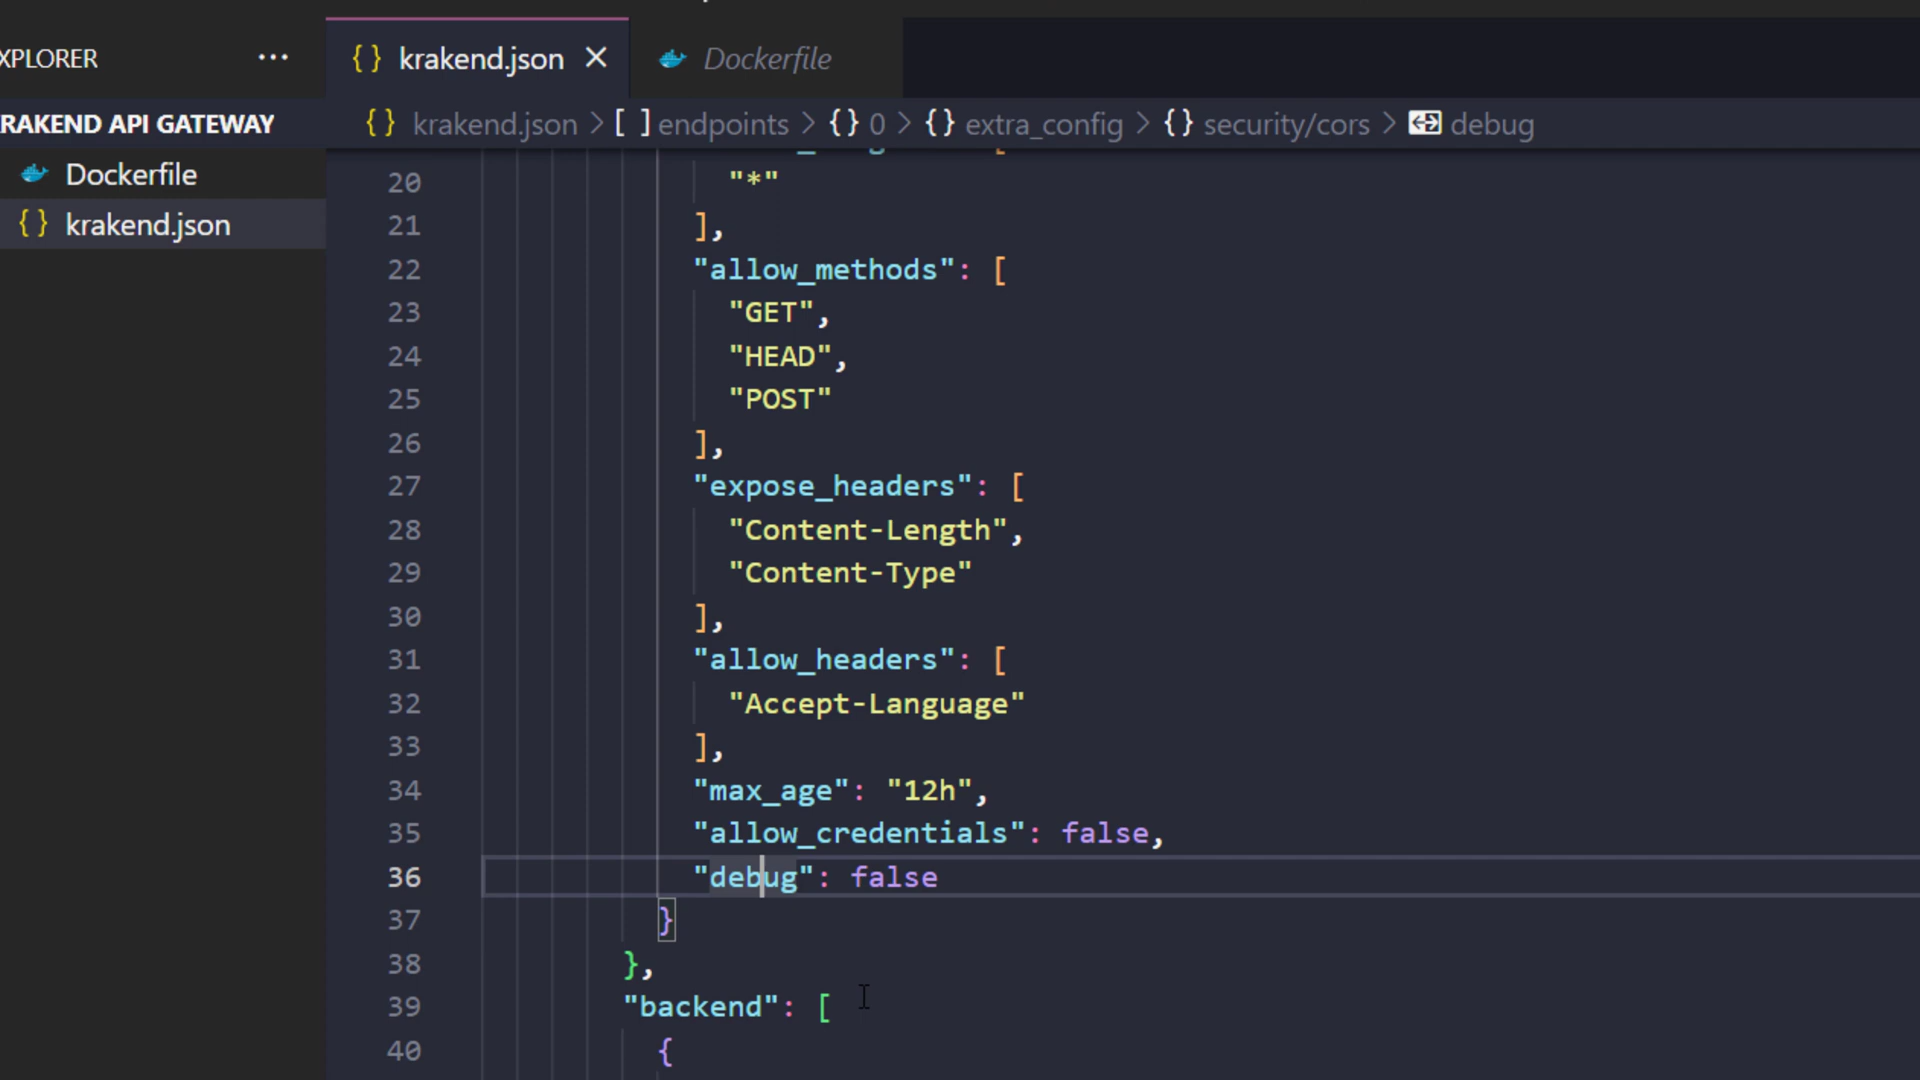 XPLORER
···
{} krakend.json ×
Dockerfile
RAKEND API GATEWAY
{} krakend.json > [ ] endpoints > {} 0 > {} extra_config > {} security/cors > debug
Dockerfile
{} krakend.json
20 "*"
21 ],
22 "allow_methods": [
23 "GET",
24 "HEAD",
25 "POST"
26 ],
27 "expose_headers": [
28 "Content-Length",
29 "Content-Type"
30 ],
31 "allow_headers": [
32 "Accept-Language"
33 ],
34 "max_age": "12h",
35 "allow_credentials": false,
36 "debug": false
37 }
38 },
39 "backend": [
40 {